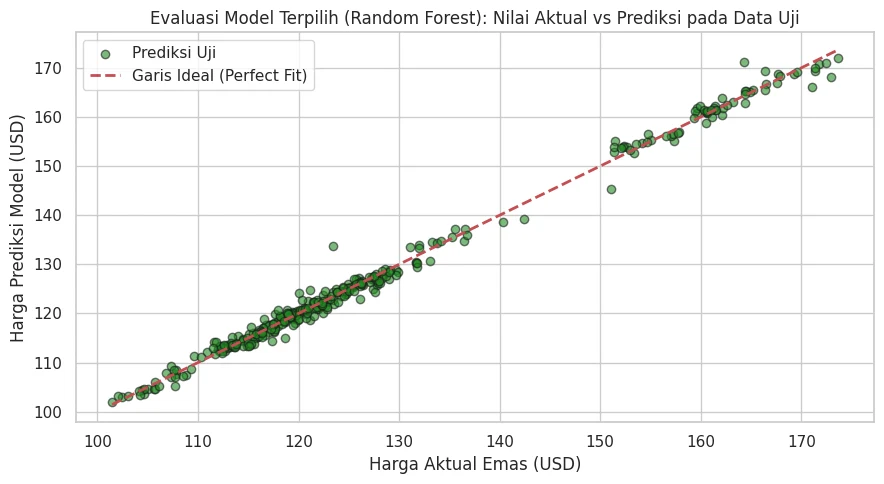 Evaluasi Model Terpilih (Random Forest): Nilai Aktual vs Prediksi pada Data Uji
Prediksi Uji
Garis Ideal (Perfect Fit)
Harga Prediksi Model (USD)
170
160
150
140
130
120
110
100
100 110 120 130 140 150 160 170
Harga Aktual Emas (USD)